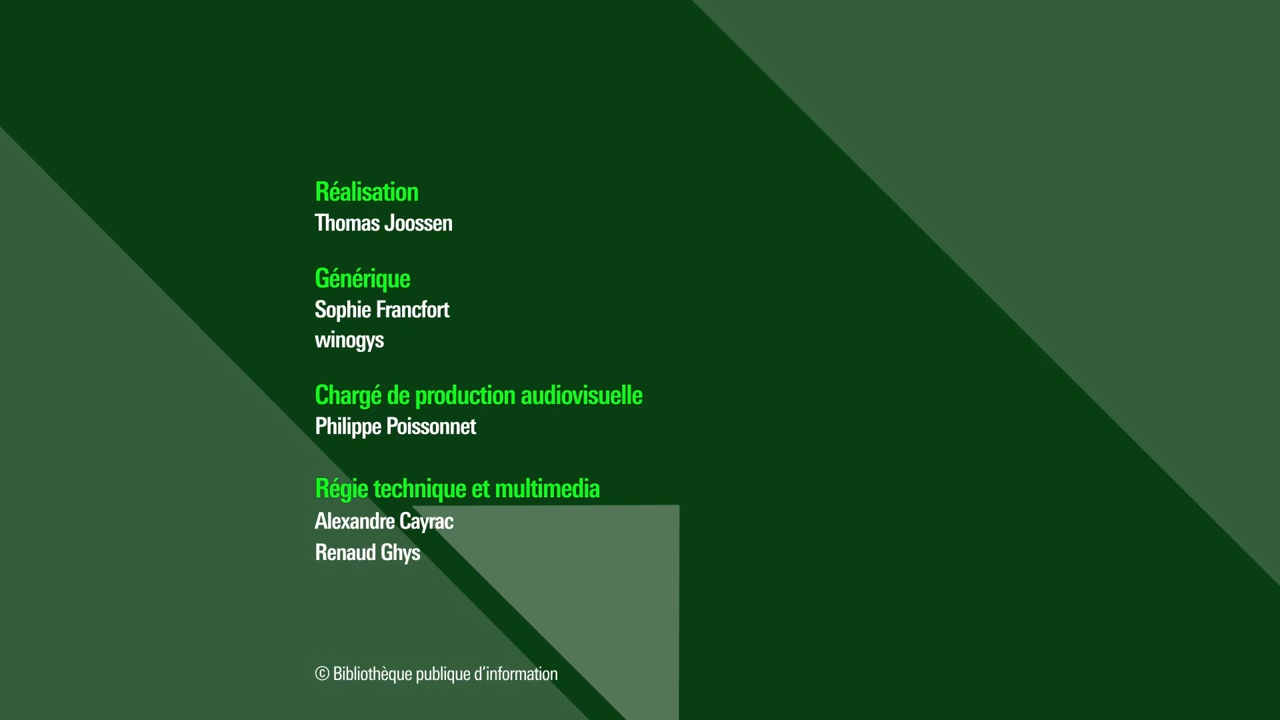 Réalisation
Thomas Joossen
Générique
Sophie Francfort
winogys
Chargé de production audiovisuelle
Philippe Poissonnet
Régie technique et multimedia
Alexandre Cayrac
Renaud Ghys
© Bibliothèque publique d’information